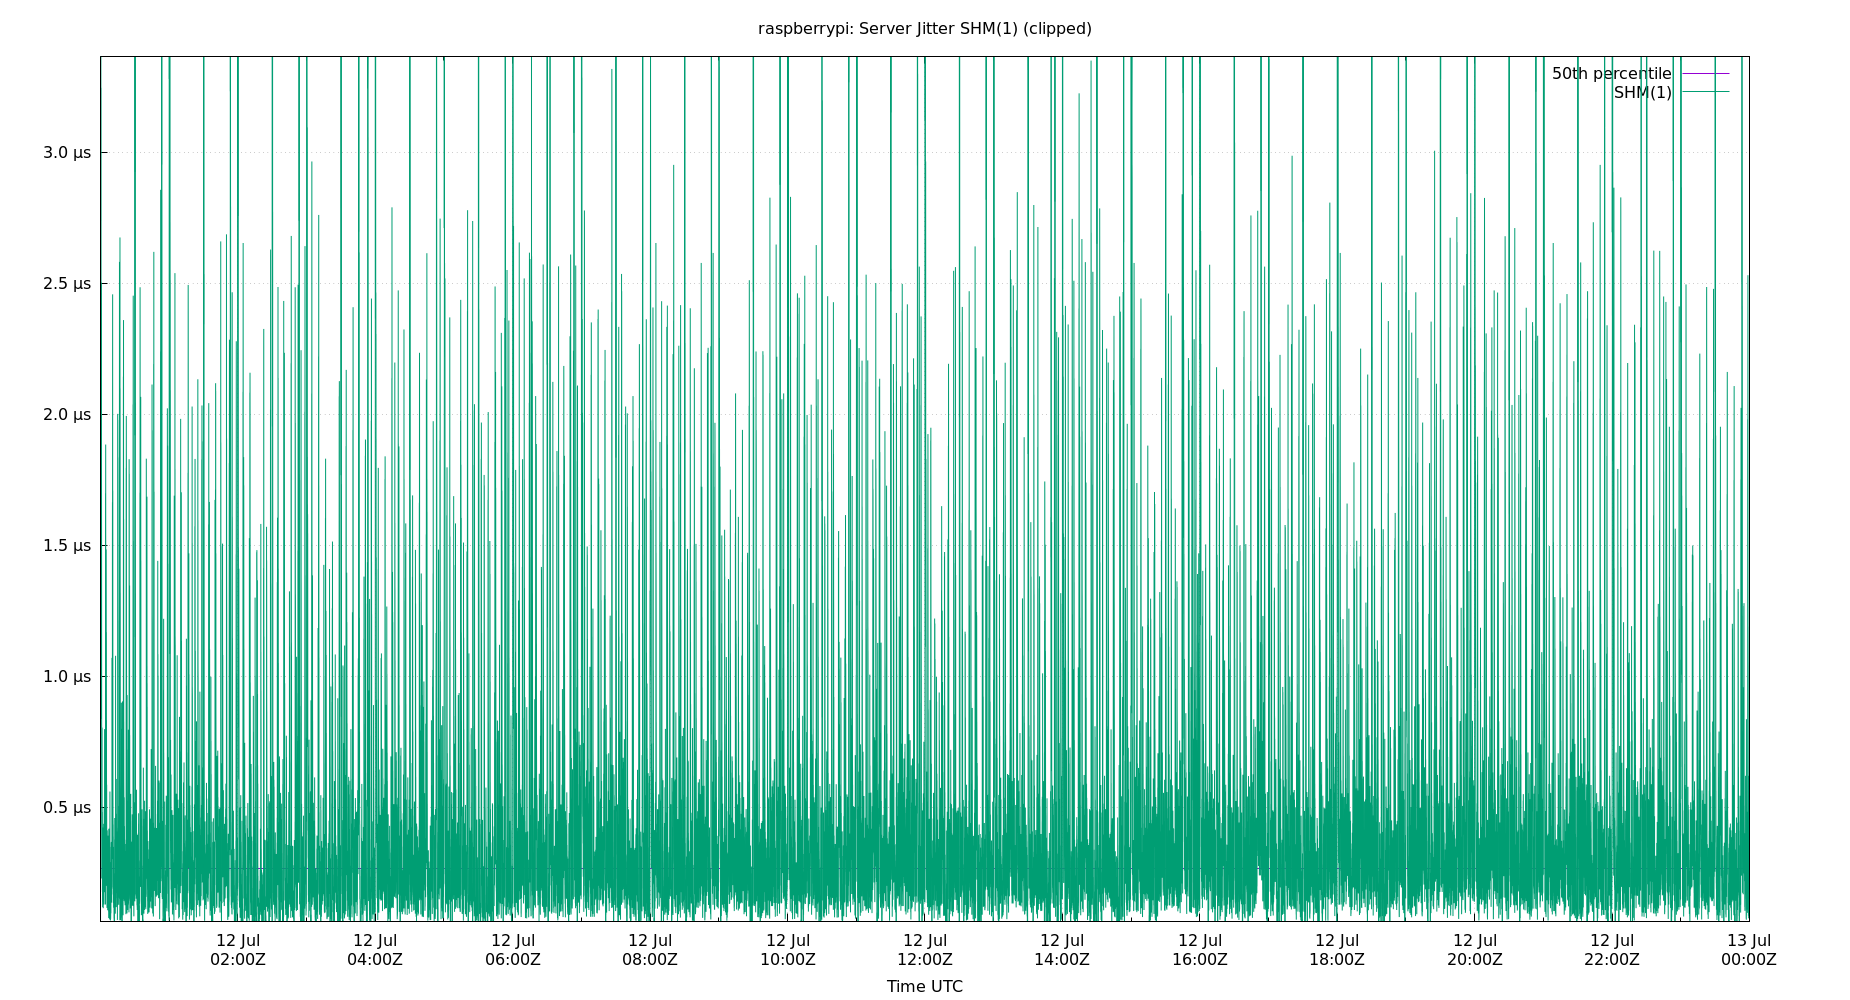 raspberrypi: Server Jitter SHM(1) (clipped)
50th percentile
SHM(1)
3.0 µs
2.5 µs
2.0 µs
1.5 µs
1.0 µs
0.5 µs
12 Jul 12 Jul 12 Jul 12 Jul 12 Jul 12 Jul 12 Jul 12 Jul 12 Jul 12 Jul 12 Jul 13 Jul
02:00Z 04:00Z 06:00Z 08:00Z 10:00Z 12:00Z 14:00Z 16:00Z 18:00Z 20:00Z 22:00Z 00:00Z
Time UTC